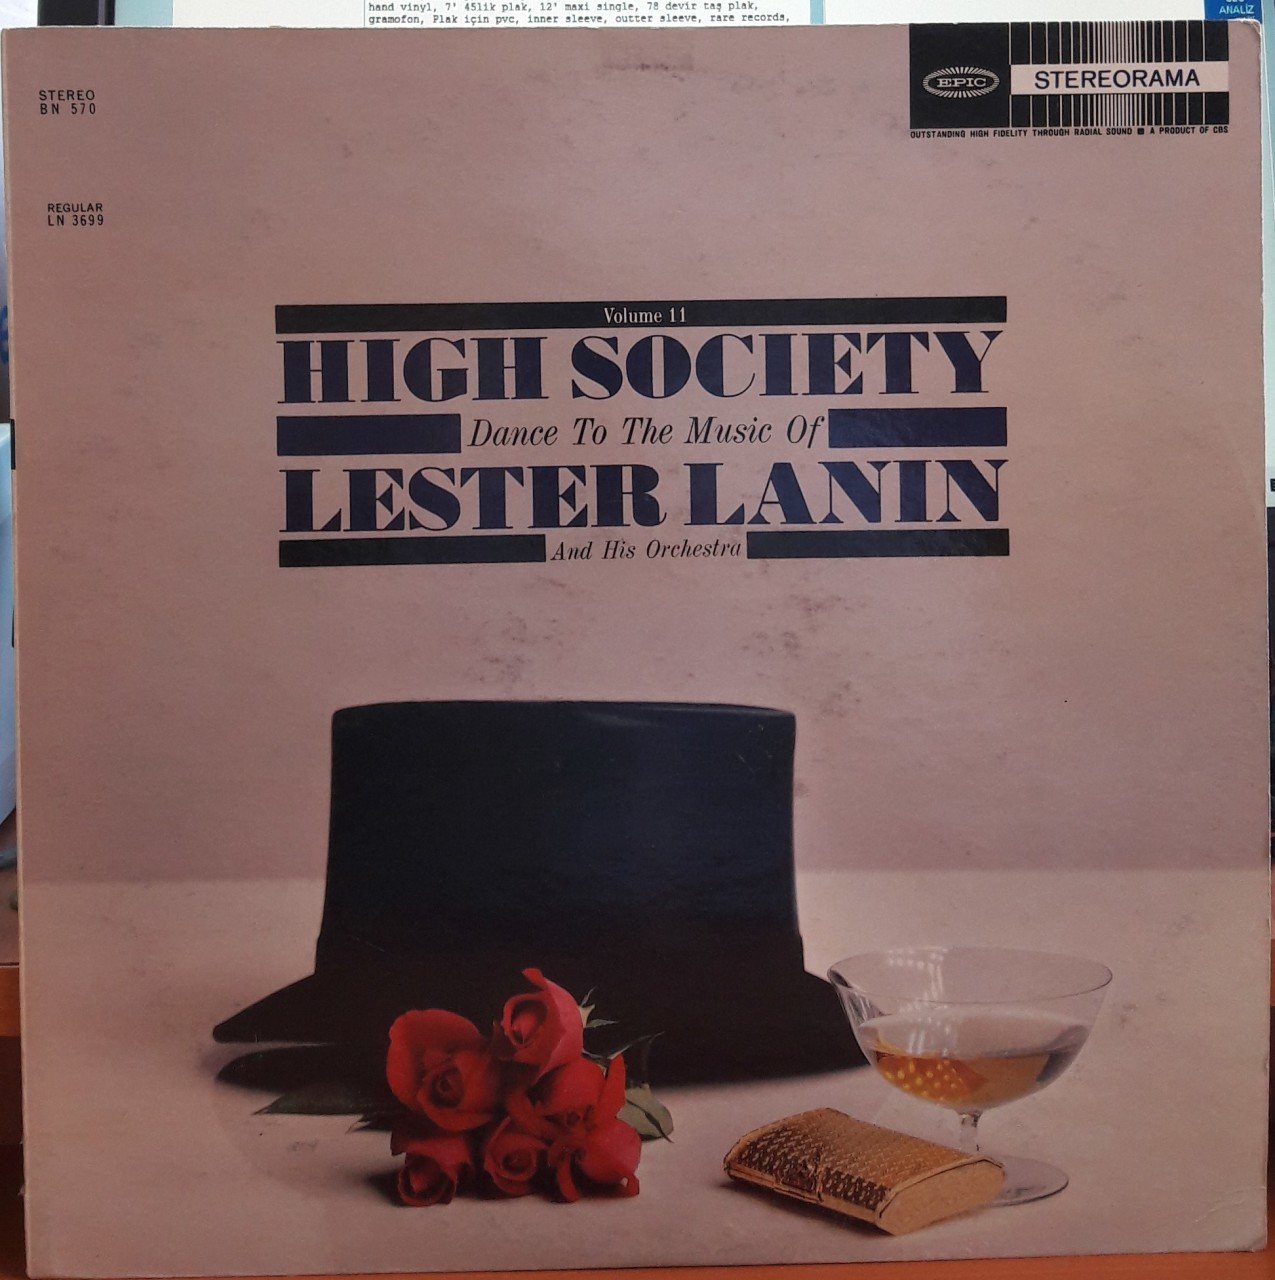 hand vinyl, 7' 45lik plak, 12' maxi single, 78 devir taş plak,
gramofon, Plak için pvc, inner sleeve, outter sleeve, rare records,
ANALİZ
STEREO
BN 570
EPIC
STEREORAMA
OUTSTANDING HIGH FIDELITY THROUGH RADIAL SOUND ■ A PRODUCT OF CBS
REGULAR
LN 3699
Volume 11
HIGH SOCIETY
Dance To The Music Of
LESTER LANIN
And His Orchestra